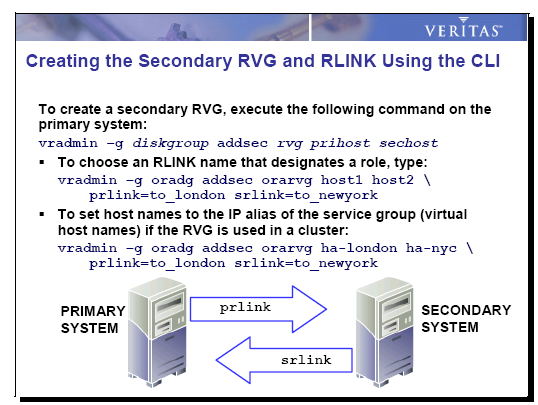 VERITAS™
Creating the Secondary RVG and RLINK Using the CLI
To create a secondary RVG, execute the following command on the
primary system:
vradmin –g diskgroup addsec rvg prihost sechost
▪ To choose an RLINK name that designates a role, type:
vradmin –g oradg addsec orarvg host1 host2 \
prlink=to_london srlink=to_newyork
▪ To set host names to the IP alias of the service group (virtual
host names) if the RVG is used in a cluster:
vradmin –g oradg addsec orarvg ha-london ha-nyc \
prlink=to_london srlink=to_newyork
PRIMARY
SYSTEM
prlink
SECONDARY
SYSTEM
srlink